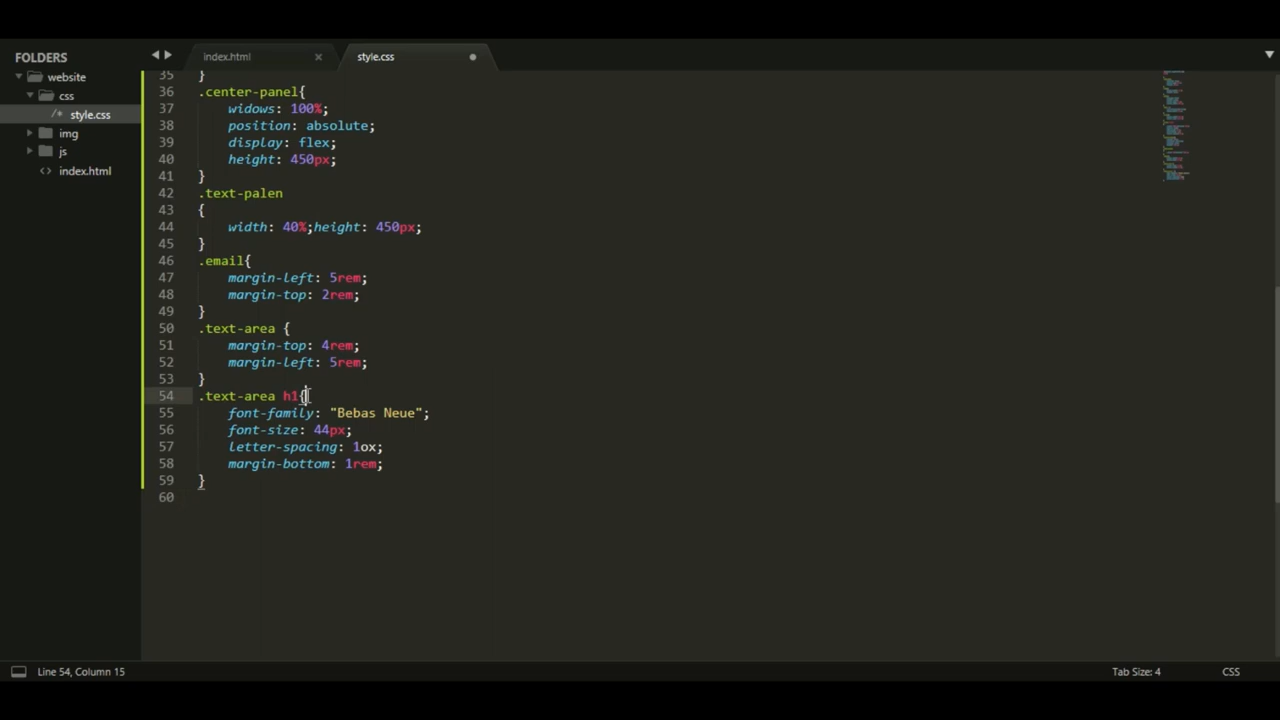 FOLDERS
website
css
style.css
img
js
index.html
index.html
style.css
35 }
36 .center-panel{
37 widows: 100%;
38 position: absolute;
39 display: flex;
40 height: 450px;
41 }
42 .text-palen
43 {
44 width: 40%;height: 450px;
45 }
46 .email{
47 margin-left: 5rem;
48 margin-top: 2rem;
49 }
50 .text-area {
51 margin-top: 4rem;
52 margin-left: 5rem;
53 }
54 .text-area h1{
55 font-family: "Bebas Neue";
56 font-size: 44px;
57 letter-spacing: 1ox;
58 margin-bottom: 1rem;
59 }
60
Line 54, Column 15
Tab Size: 4
CSS